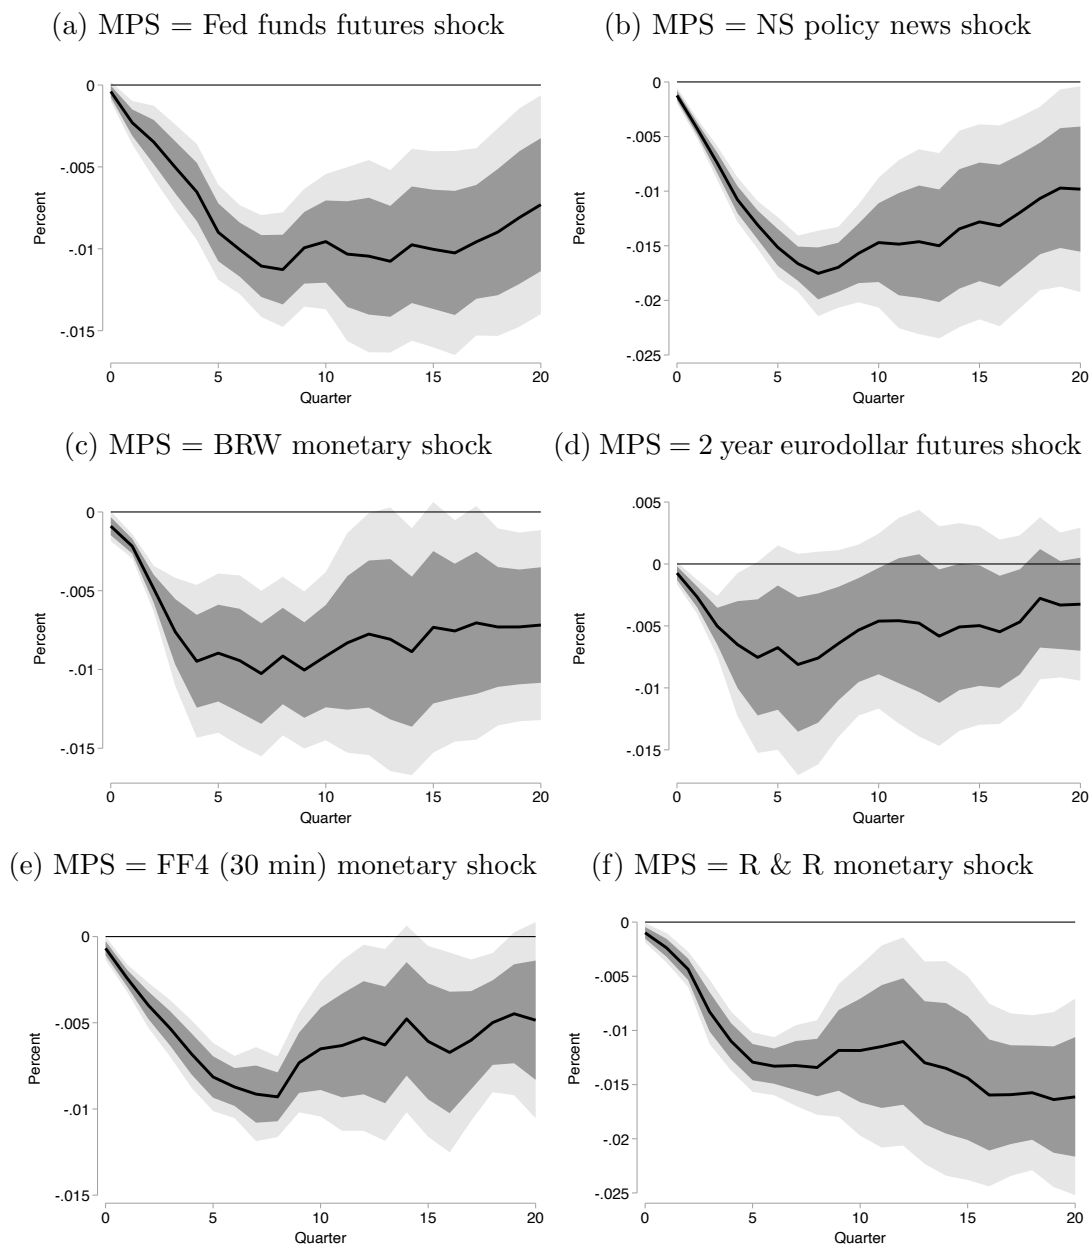 (a) MPS = Fed funds futures shock
0
-.005
-.01
-.015
Percent
0 5 10 15 20
Quarter
(b) MPS = NS policy news shock
0
-.005
-.01
-.015
-.02
-.025
Percent
0 5 10 15 20
Quarter
(c) MPS = BRW monetary shock
0
-.005
-.01
-.015
Percent
0 5 10 15 20
Quarter
(d) MPS = 2 year eurodollar futures shock
.005
0
-.005
-.01
-.015
Percent
0 5 10 15 20
Quarter
(e) MPS = FF4 (30 min) monetary shock
0
-.005
-.01
-.015
Percent
0 5 10 15 20
Quarter
(f) MPS = R & R monetary shock
0
-.005
-.01
-.015
-.02
-.025
Percent
0 5 10 15 20
Quarter